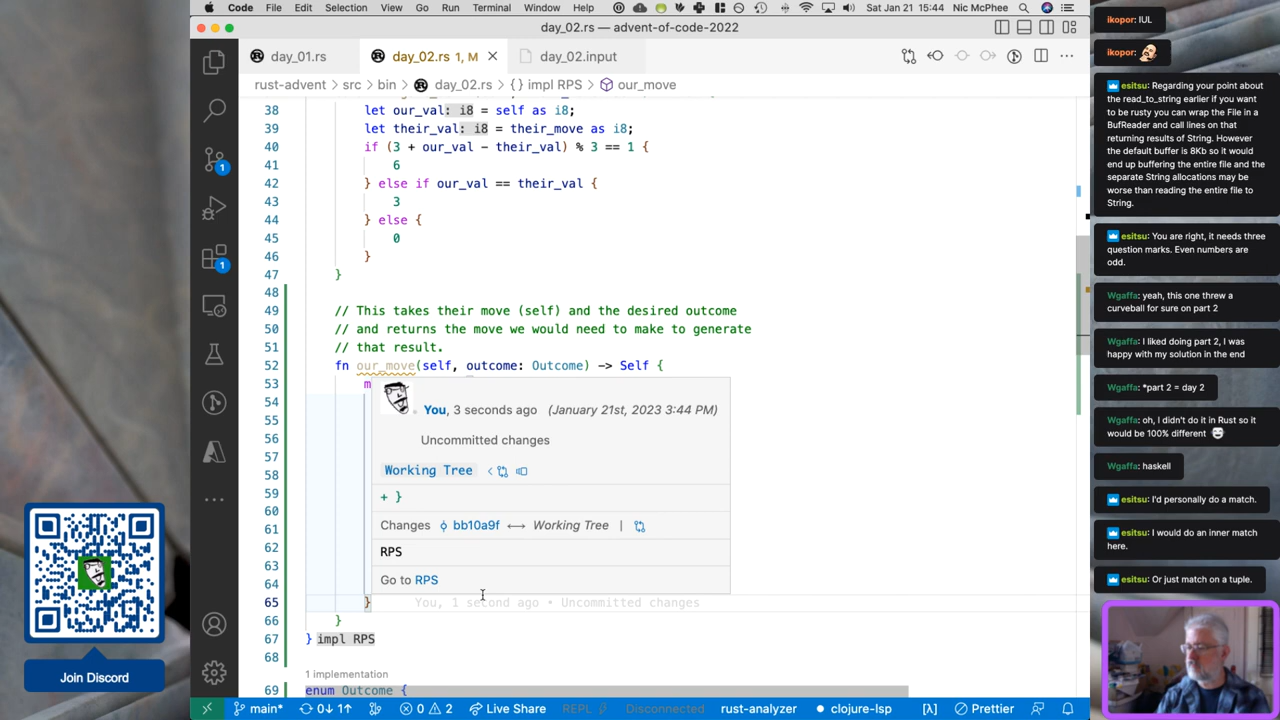 Code File Edit Selection View Go Run Terminal Window Help Sat Jan 21 15:44 Nic McPhee
day_02.rs — advent-of-code-2022
day_01.rs day_02.rs 1, M day_02.input
rust-advent > src > bin > day_02.rs > {} impl RPS > our_move
38 let our_val: i8 = self as i8;
39 let their_val: i8 = their_move as i8;
40 if (3 + our_val - their_val) % 3 == 1 {
41 6
42 } else if our_val == their_val {
43 3
44 } else {
45 0
46 }
47 }
48
49 // This takes their move (self) and the desired outcome
50 // and returns the move we would need to make to generate
51 // that result.
52 fn our_move(self, outcome: Outcome) -> Self {
53 m
54
55
56
57
58
59
60
61
62
63
64
65 } You, 1 second ago • Uncommitted changes
66 }
67 } impl RPS
68
1 implementation
69 enum Outcome {
You, 3 seconds ago (January 21st, 2023 3:44 PM)
Uncommitted changes
Working Tree
+ }
Changes bb10a9f ⟷ Working Tree |
RPS
Go to RPS
1
1
main* 0↓ 1↑ 0 2 Live Share REPL Disconnected rust-analyzer clojure-lsp [λ] Prettier
Join Discord
ikopor: IUL
ikopor:
esitsu: Regarding your point about
the read_to_string earlier if you want
to be rusty you can wrap the File in a
BufReader and call lines on that
returning results of String. However
the default buffer is 8Kb so it would
end up buffering the entire file and the
separate String allocations may be
worse than reading the entire file to
String.
esitsu: You are right, it needs three
question marks. Even numbers are
odd.
Wgaffa: yeah, this one threw a
curveball for sure on part 2
Wgaffa: I liked doing part 2, I was
happy with my solution in the end
Wgaffa: *part 2 = day 2
Wgaffa: oh, I didn't do it in Rust so it
would be 100% different
Wgaffa: haskell
esitsu: I'd personally do a match.
esitsu: I would do an inner match
here.
esitsu: Or just match on a tuple.